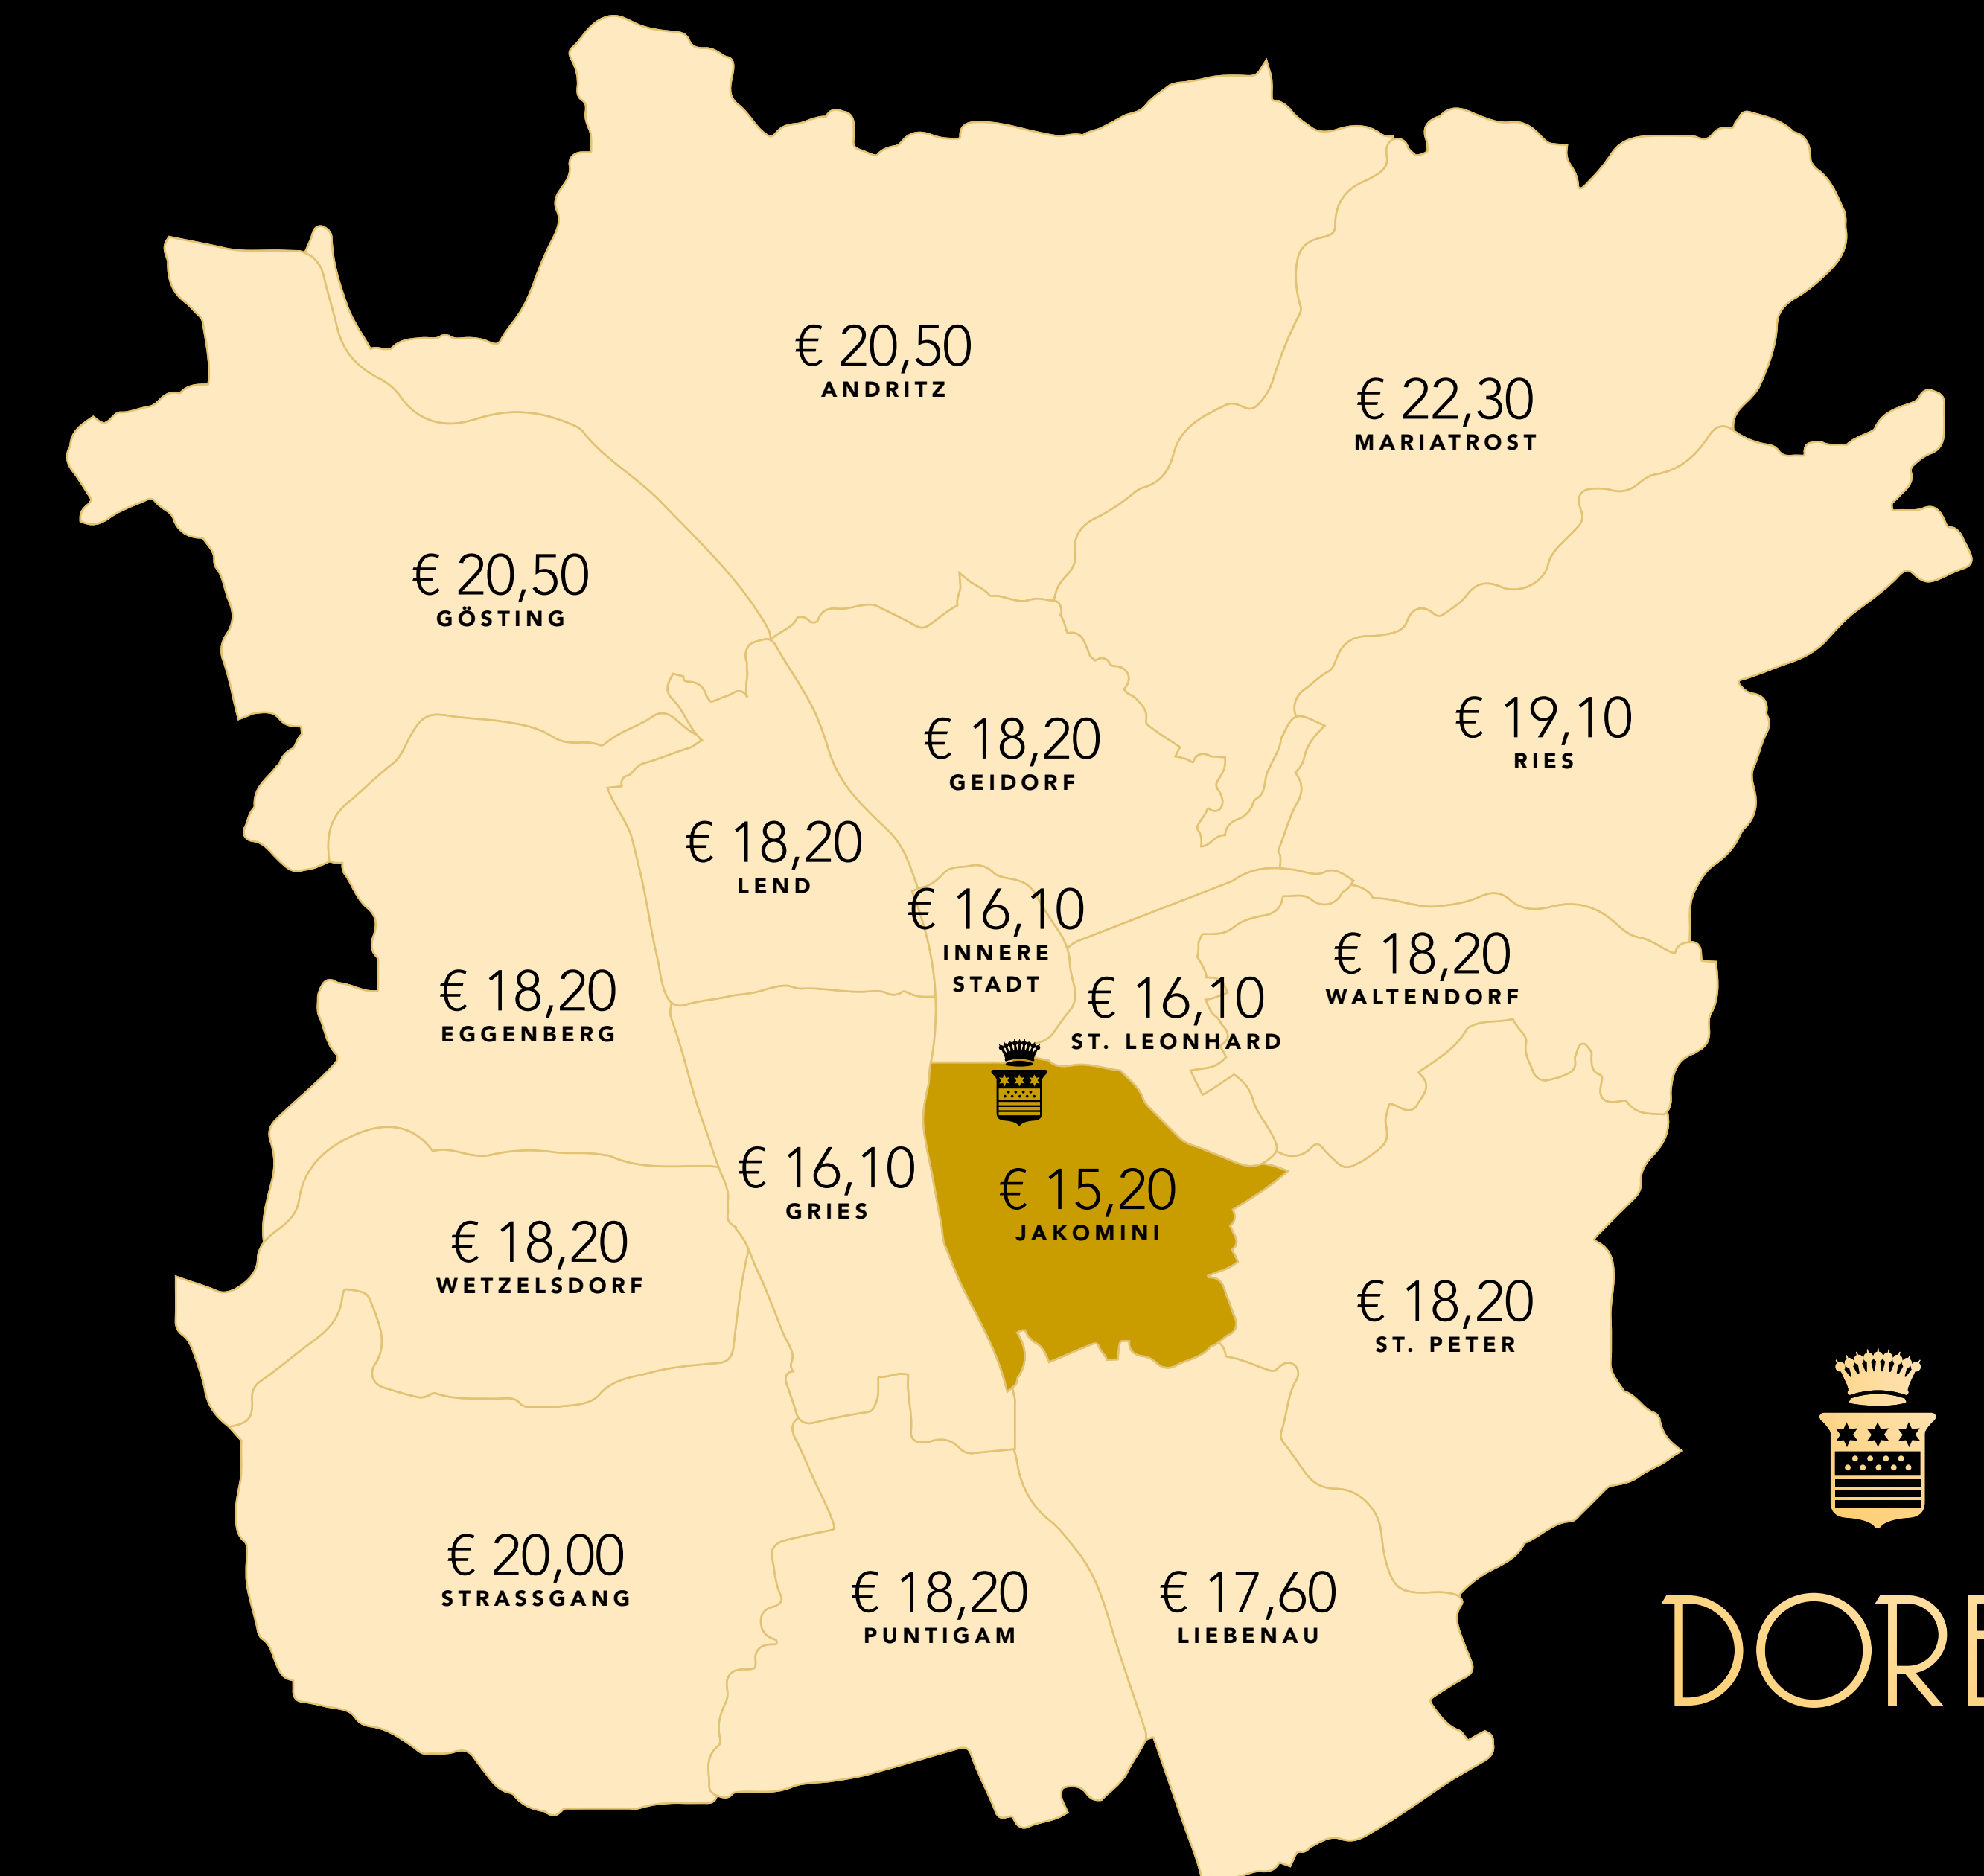 € 20,50
ANDRITZ
€ 22,30
MARIATROST
€ 20,50
GÖSTING
€ 19,10
RIES
€ 18,20
GEIDORF
€ 18,20
LEND
€ 16,10
INNERE
STADT
€ 18,20
WALTENDORF
€ 18,20
EGGENBERG
€ 16,10
ST. LEONHARD
€ 16,10
GRIES
€ 15,20
JAKOMINI
€ 18,20
WETZELSDORF
€ 18,20
ST. PETER
€ 20,00
STRASSGANG
€ 18,20
PUNTIGAM
€ 17,60
LIEBENAU
DORE